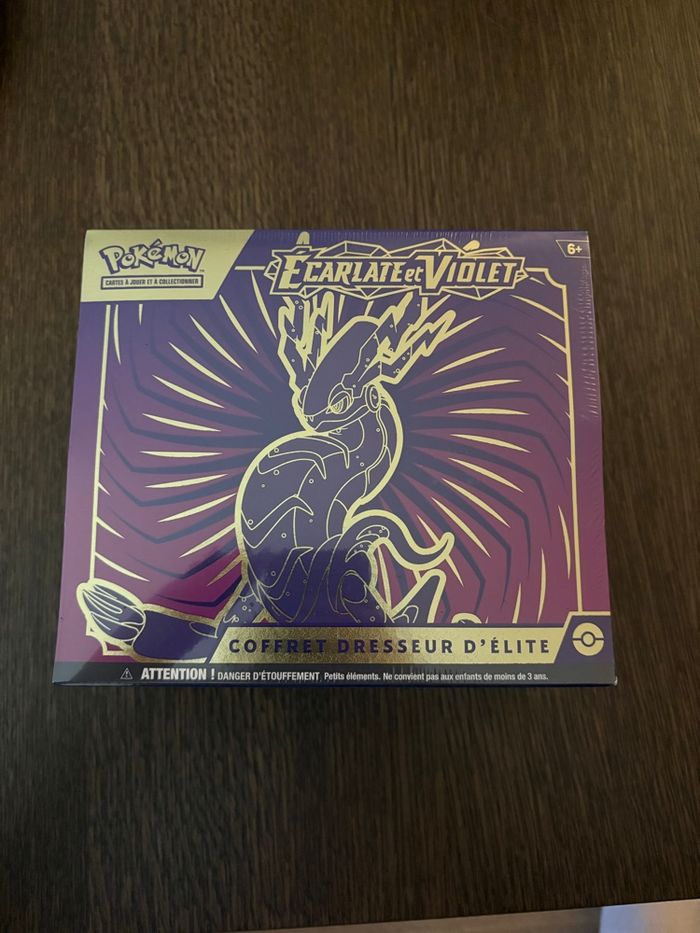 POKÉMON
CARTES À JOUER ET À COLLECTIONNER
ÉCARLATE et VIOLET
6+
COFFRET DRESSEUR D'ÉLITE
ATTENTION ! DANGER D'ÉTOUFFEMENT Petits éléments. Ne convient pas aux enfants de moins de 3 ans.